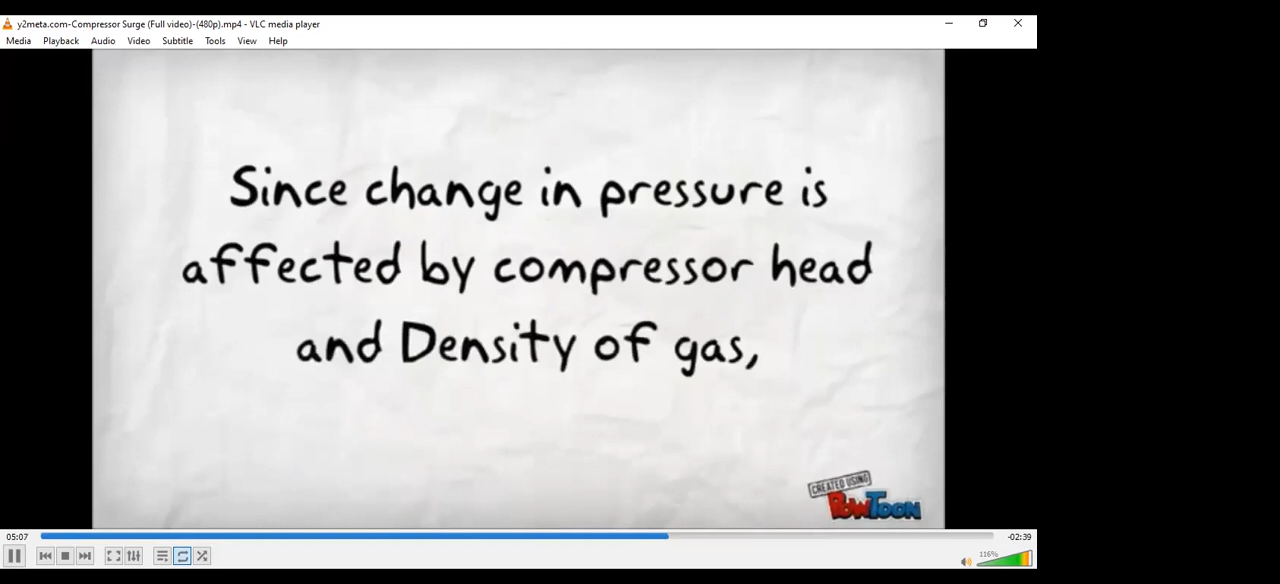 y2meta.com-Compressor Surge (Full video)-(480p).mp4 - VLC media player
Media Playback Audio Video Subtitle Tools View Help
Since change in pressure is
affected by compressor head
and Density of gas,
CREATED USING
POWTOON
05:07
-02:39
116%